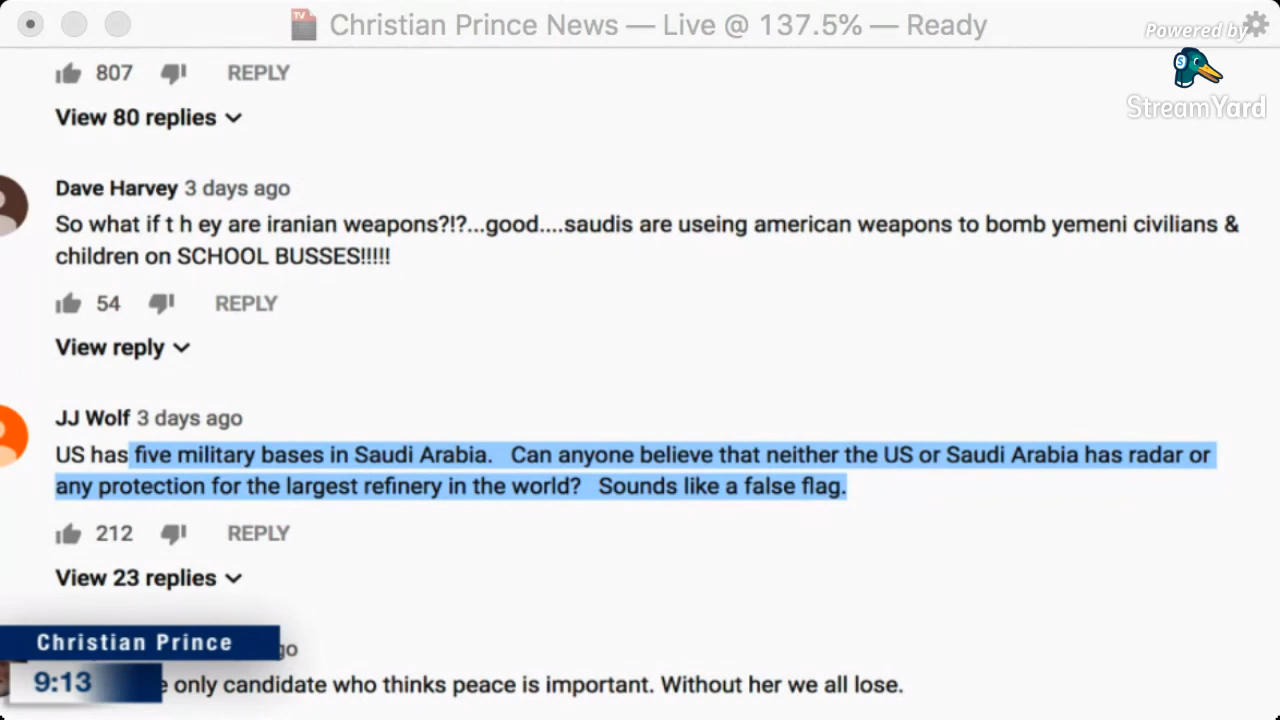 Christian Prince News — Live @ 137.5% — Ready
Powered by
StreamYard
807 REPLY
View 80 replies
Dave Harvey 3 days ago
So what if t h ey are iranian weapons?!?...good....saudis are useing american weapons to bomb yemeni civilians &
children on SCHOOL BUSSES!!!!!
54 REPLY
View reply
JJ Wolf 3 days ago
US has five military bases in Saudi Arabia. Can anyone believe that neither the US or Saudi Arabia has radar or
any protection for the largest refinery in the world? Sounds like a false flag.
212 REPLY
View 23 replies
Christian Prince
9:13
only candidate who thinks peace is important. Without her we all lose.